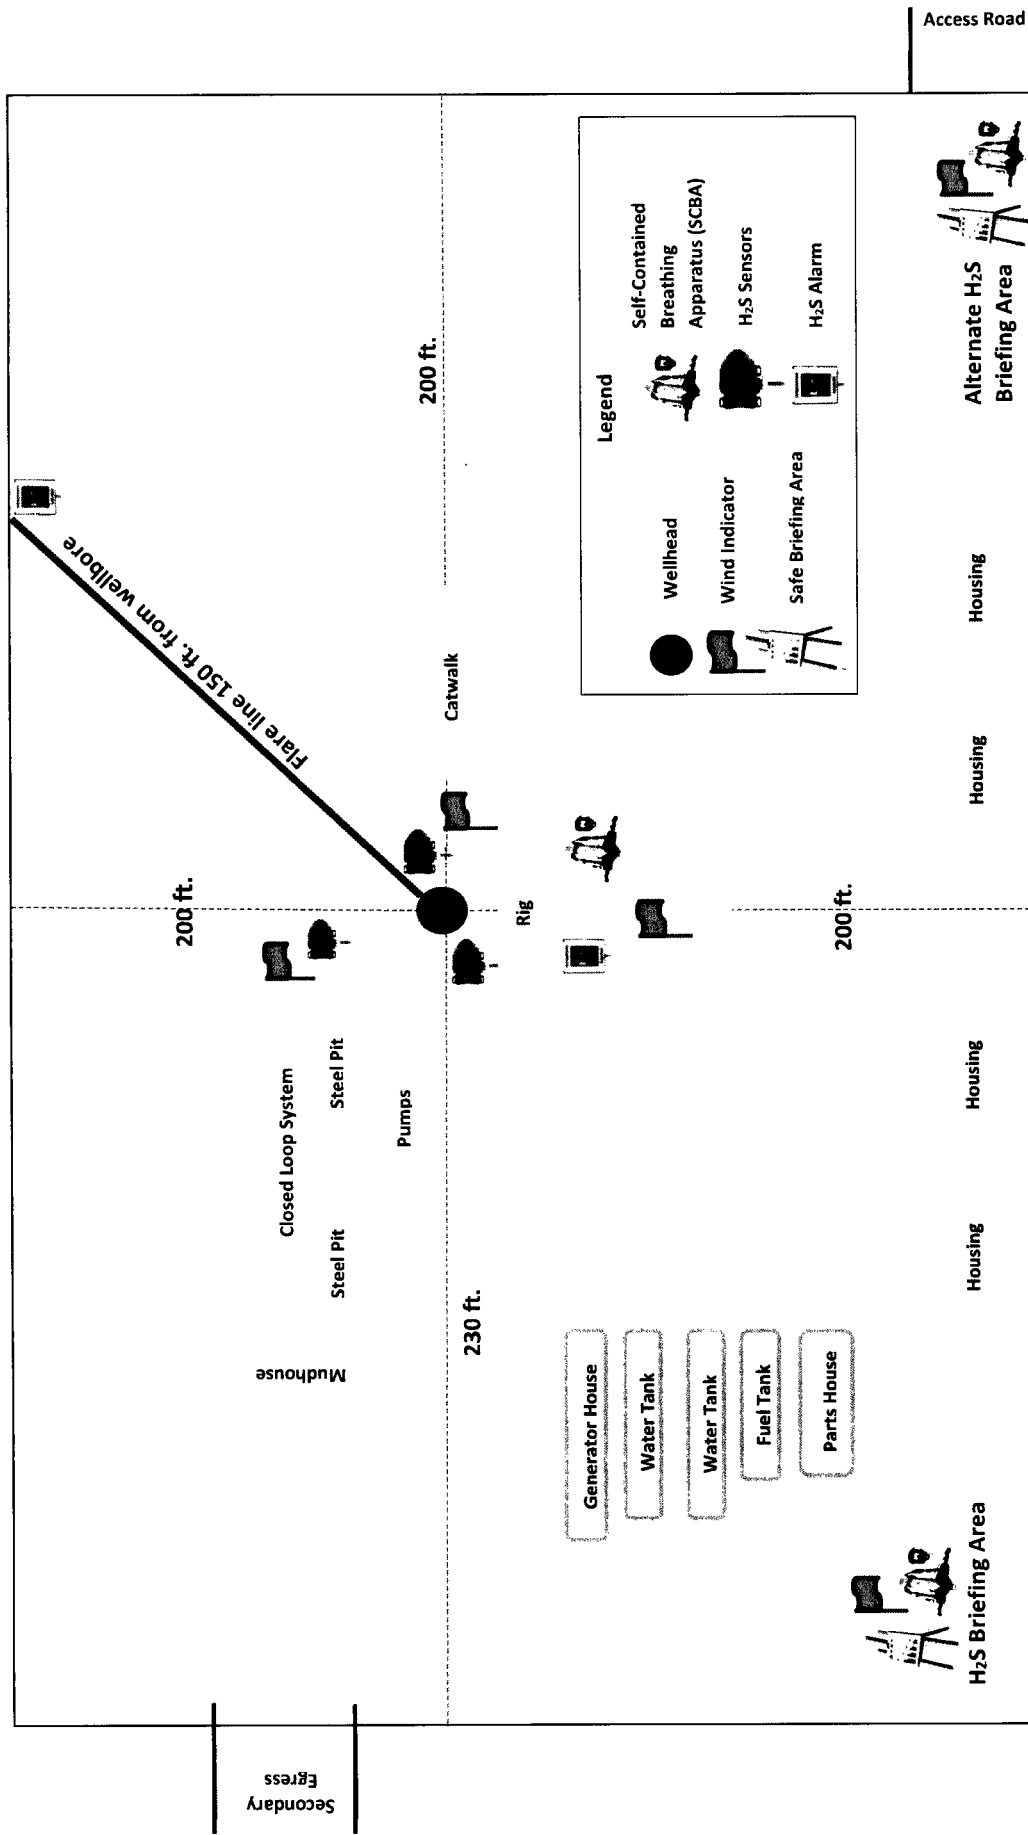 Access Road
200 ft.
Flare line 150 ft. from wellbore
Catwalk
200 ft.
Rig
200 ft.
Closed Loop System
Steel Pit
Steel Pit
Pumps
Mudhouse
230 ft.
Generator House
Water Tank
Water Tank
Fuel Tank
Parts House
Secondary
Egress
Legend
Wellhead
Wind Indicator
Safe Briefing Area
Self-Contained
Breathing
Apparatus (SCBA)
H₂S Sensors
H₂S Alarm
H₂S Briefing Area
Housing
Housing
Housing
Housing
Alternate H₂S
Briefing Area